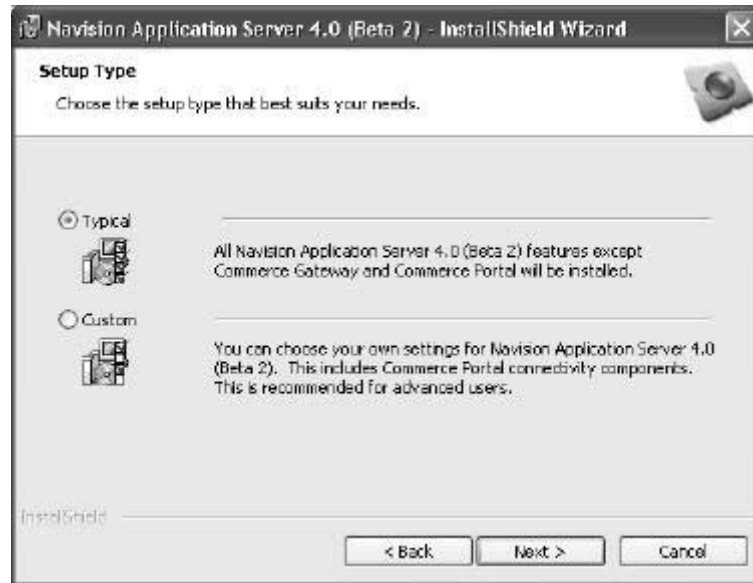 Navision Application Server 4.0 (Beta 2) - InstallShield Wizard
Setup Type
Choose the setup type that best suits your needs.
Typical
All Navision Application Server 4.0 (Beta 2) features except
Commerce Gateway and Commerce Portal will be installed.
Custom
You can choose your own settings for Navision Application Server 4.0
(Beta 2). This includes Commerce Portal connectivity components.
This is recommended for advanced users.
InstallShield
< Back
Next >
Cancel